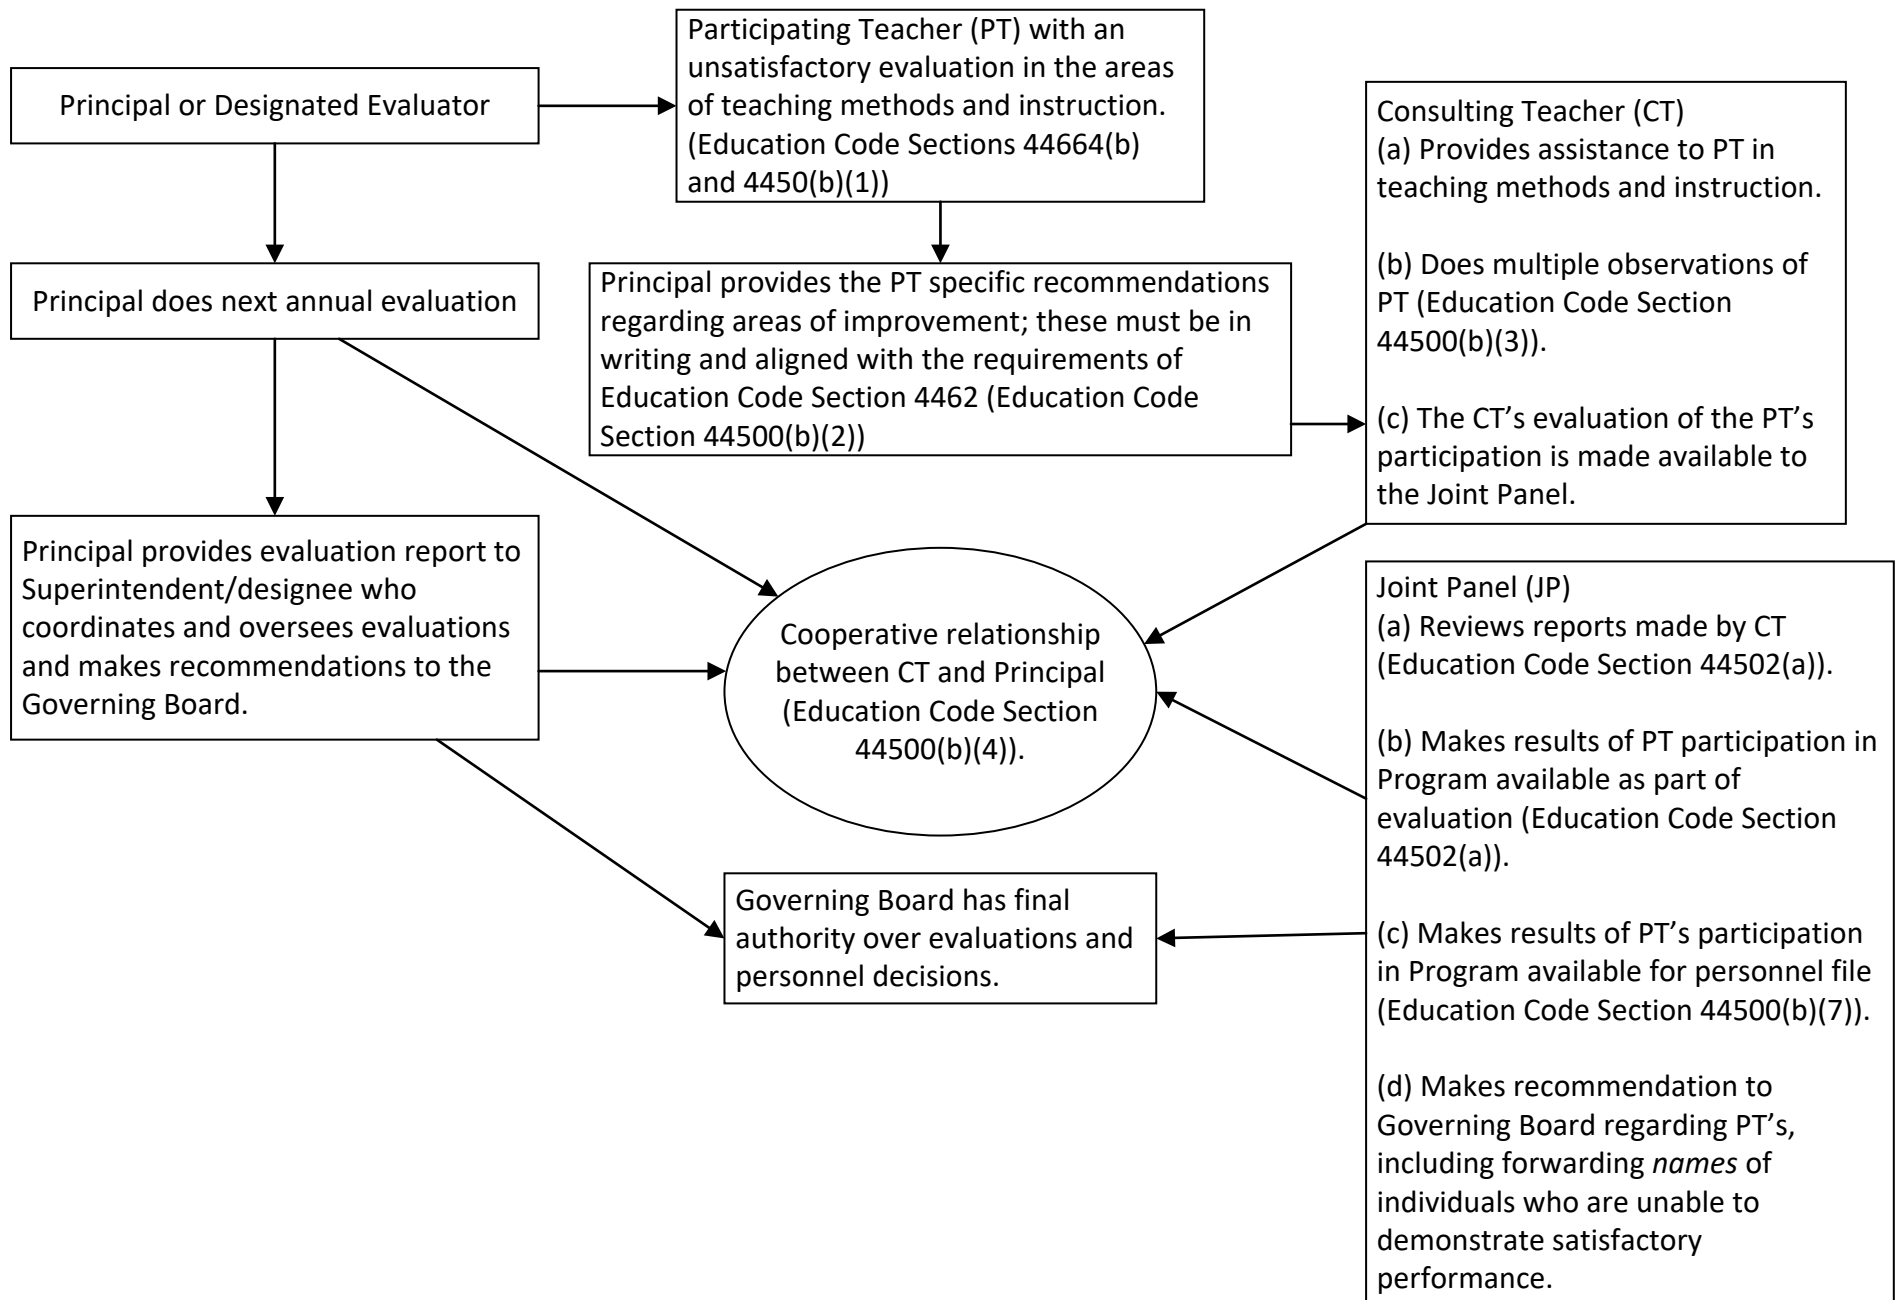 Principal or Designated Evaluator
Participating Teacher (PT) with an
unsatisfactory evaluation in the areas
of teaching methods and instruction.
(Education Code Sections 44664(b)
and 4450(b)(1))
Consulting Teacher (CT)
(a) Provides assistance to PT in
teaching methods and instruction.
(b) Does multiple observations of
PT (Education Code Section
44500(b)(3)).
(c) The CT’s evaluation of the PT’s
participation is made available to
the Joint Panel.
Principal does next annual evaluation
Principal provides the PT specific recommendations
regarding areas of improvement; these must be in
writing and aligned with the requirements of
Education Code Section 4462 (Education Code
Section 44500(b)(2))
Principal provides evaluation report to
Superintendent/designee who
coordinates and oversees evaluations
and makes recommendations to the
Governing Board.
Cooperative relationship
between CT and Principal
(Education Code Section
44500(b)(4)).
Joint Panel (JP)
(a) Reviews reports made by CT
(Education Code Section 44502(a)).
(b) Makes results of PT participation in
Program available as part of
evaluation (Education Code Section
44502(a)).
(c) Makes results of PT’s participation
in Program available for personnel file
(Education Code Section 44500(b)(7)).
(d) Makes recommendation to
Governing Board regarding PT’s,
including forwarding names of
individuals who are unable to
demonstrate satisfactory
performance.
Governing Board has final
authority over evaluations and
personnel decisions.